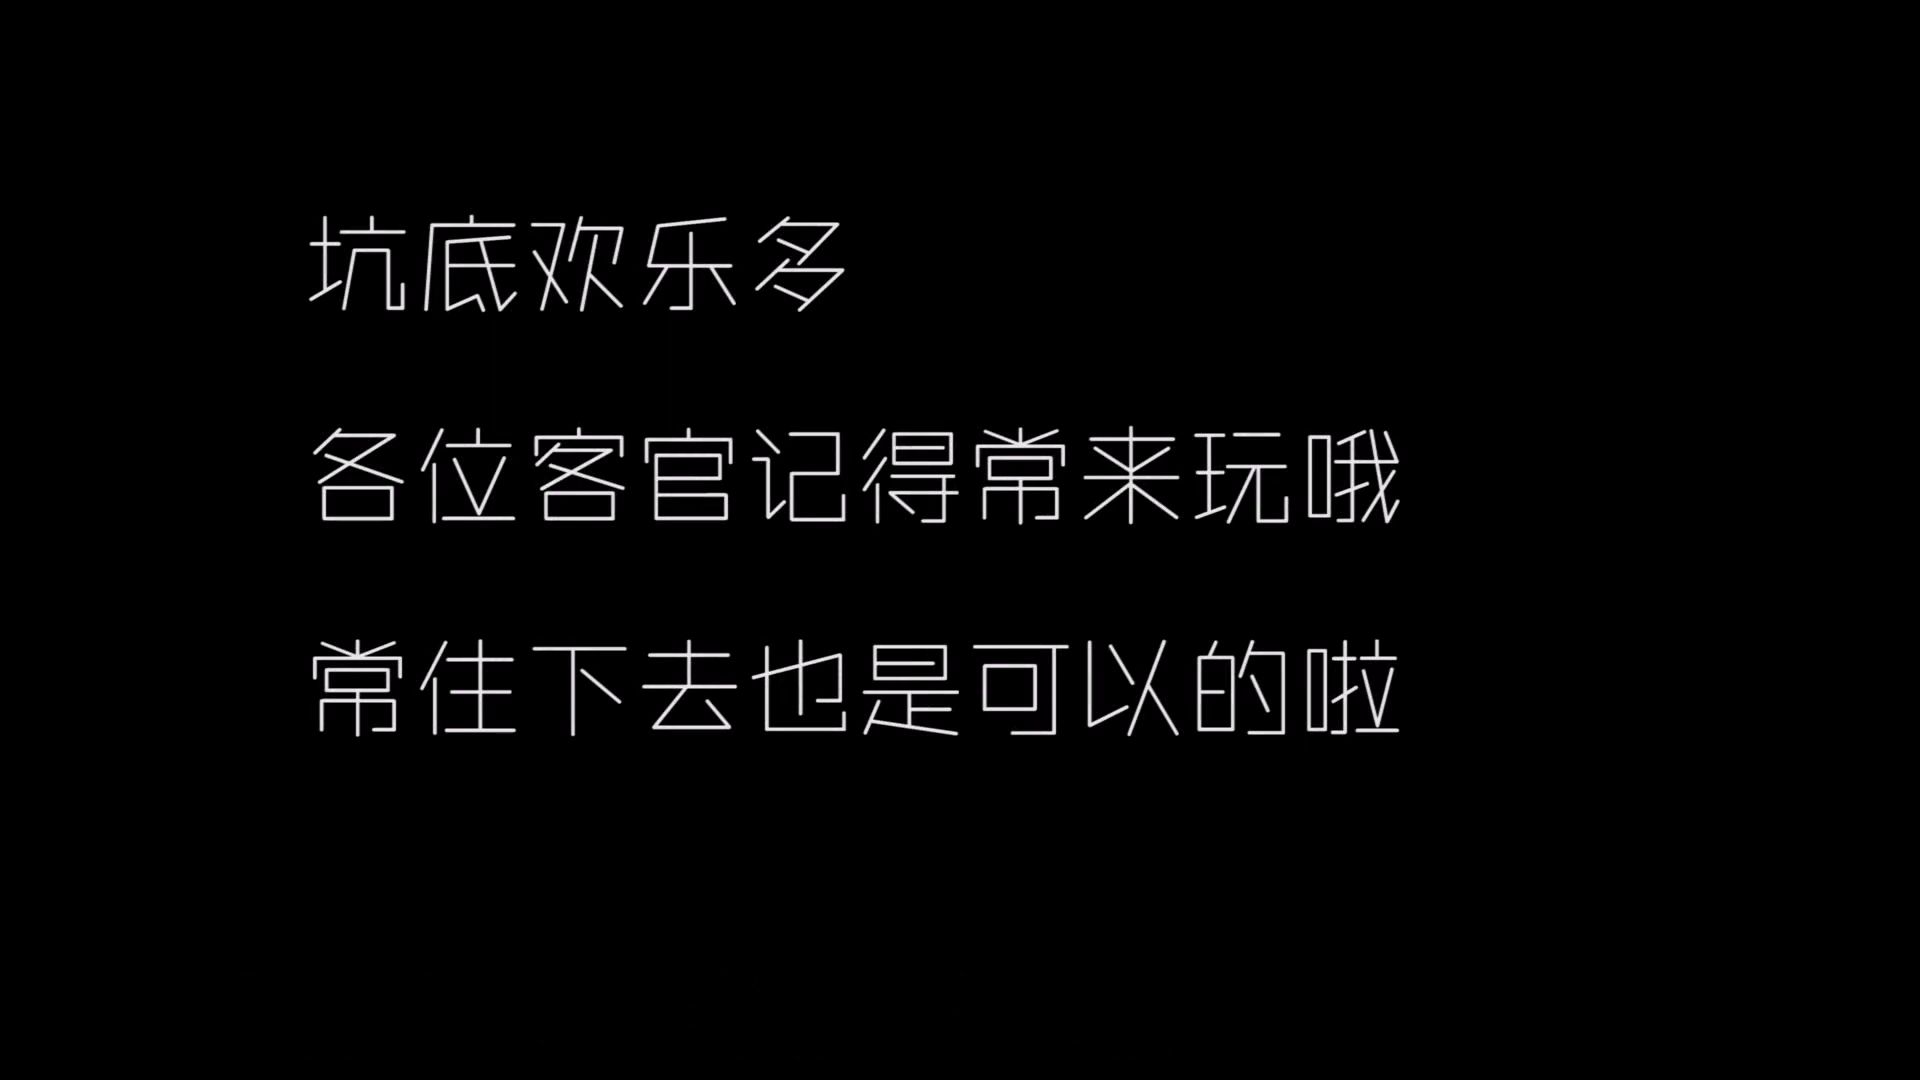 坑底欢乐多
各位客官记得常来玩哦
常住下去也是可以的啦